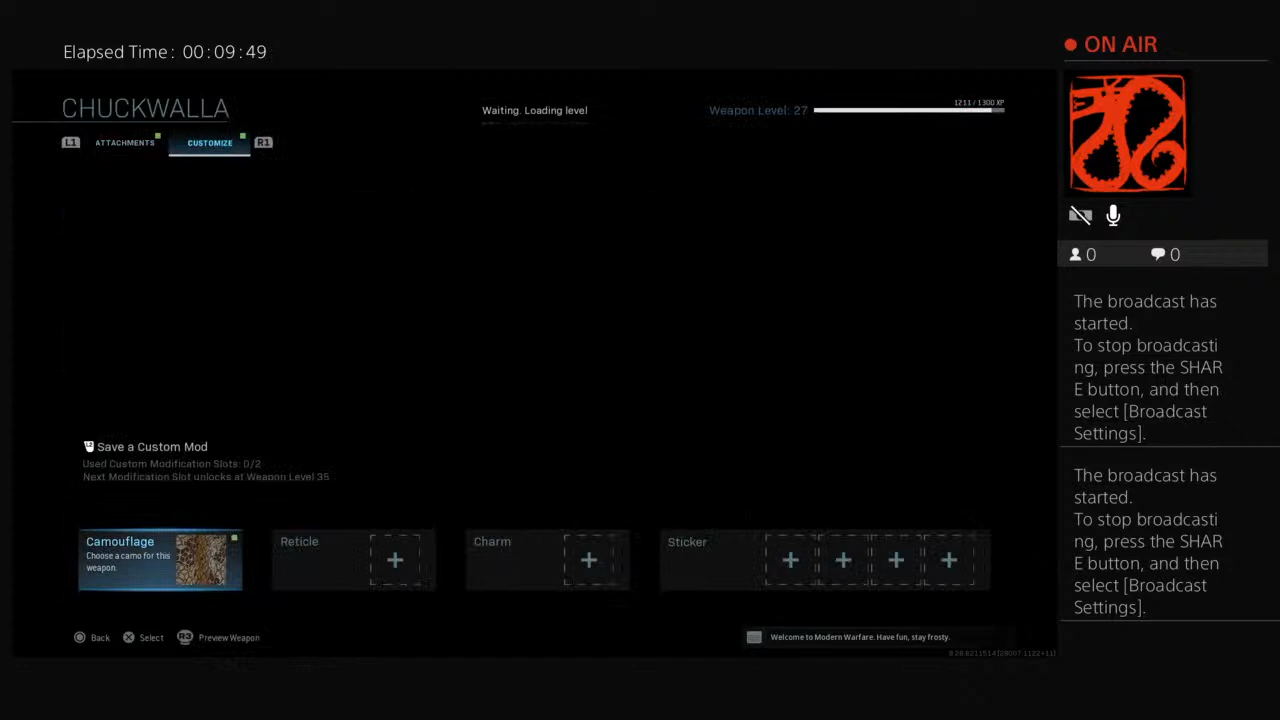 Elapsed Time: 00:09:49
ON AIR
CHUCKWALLA
Waiting. Loading level
Weapon Level: 27
1211 / 1300 XP
L1
ATTACHMENTS
CUSTOMIZE
R1
0
0
The broadcast has
started.
To stop broadcasti
ng, press the SHAR
E button, and then
select [Broadcast
Settings].
The broadcast has
started.
To stop broadcasti
ng, press the SHAR
E button, and then
select [Broadcast
Settings].
L2 Save a Custom Mod
Used Custom Modification Slots: 0/2
Next Modification Slot unlocks at Weapon Level 35
Camouflage
Choose a camo for this
weapon.
Reticle
Charm
Sticker
Back
Select
R3 Preview Weapon
Welcome to Modern Warfare. Have fun, stay frosty.